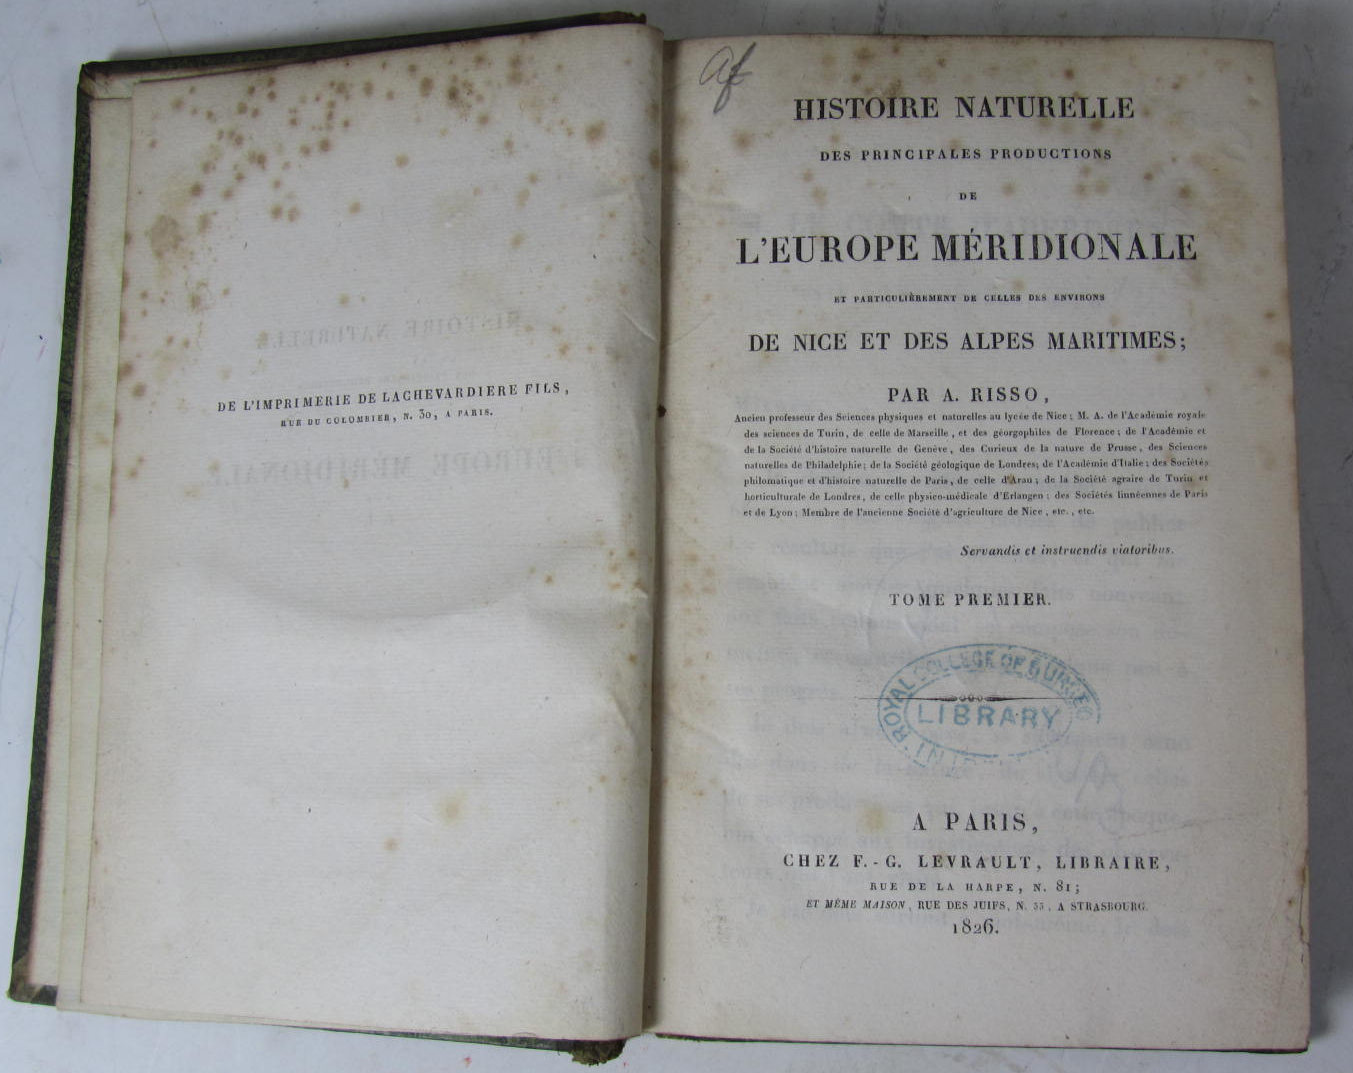 DE L'IMPRIMERIE DE LACHEVARDIERE FILS,
RUE DU COLOMBIER, N. 30, A PARIS.
af
HISTOIRE NATURELLE
DES PRINCIPALES PRODUCTIONS
DE
L'EUROPE MÉRIDIONALE
ET PARTICULIÈREMENT DE CELLES DES ENVIRONS
DE NICE ET DES ALPES MARITIMES;
PAR A. RISSO,
Ancien professeur des Sciences physiques et naturelles au lycée de Nice; M. A. de l'Académie royale
des sciences de Turin, de celle de Marseille, et des géorgophiles de Florence; de l'Académie et
de la Société d'histoire naturelle de Genève, des Curieux de la nature de Prusse, des Sciences
naturelles de Philadelphie; de la Société géologique de Londres; de l'Académie d'Italie; des Sociétés
philomatique et d'histoire naturelle de Paris, de celle d'Arau; de la Société agraire de Turin et
horticulturale de Londres, de celle physico-médicale d'Erlangen; des Sociétés linnéennes de Paris
et de Lyon; Membre de l'ancienne Société d'agriculture de Nice, etc., etc.
Servandis et instruendis viatoribus.
TOME PREMIER.
ROYAL COLLEGE OF SURGEO
LIBRARY
IN
A PARIS,
CHEZ F.-G. LEVRAULT, LIBRAIRE,
RUE DE LA HARPE, N. 81;
ET MÊME MAISON, RUE DES JUIFS, N. 33, A STRASBOURG.
1826.